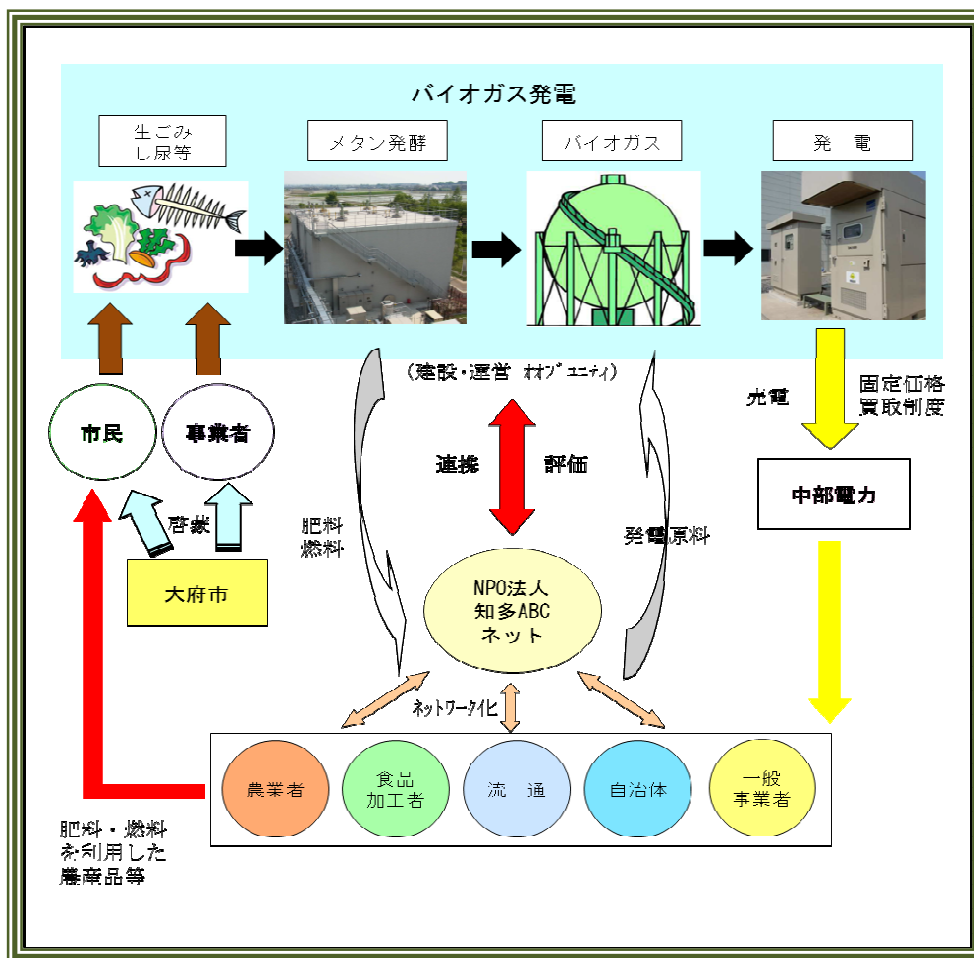 バイオガス発電
生ごみ
し尿等
メタン発酵
バイオガス
発　電
(建設・運営 オオブユニティ)
市民
事業者
売電
固定価格
買取制度
連携
評価
中部電力
啓蒙
肥料
燃料
発電原料
大府市
NPO法人
知多ABC
ネット
ネットワーク化
農業者
食品
加工者
流　通
自治体
一般
事業者
肥料・燃料
を利用した
農産品等